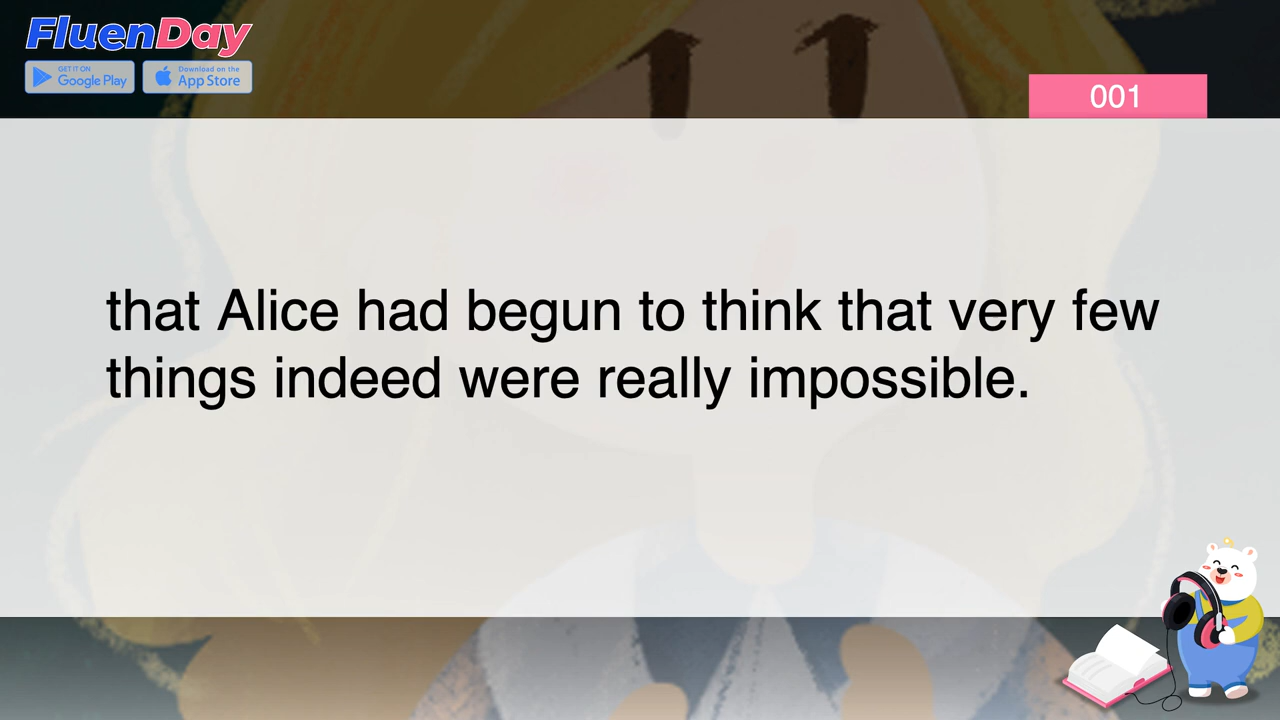 FluenDay
GET IT ON
Google Play
Download on the
App Store
001
that Alice had begun to think that very few
things indeed were really impossible.